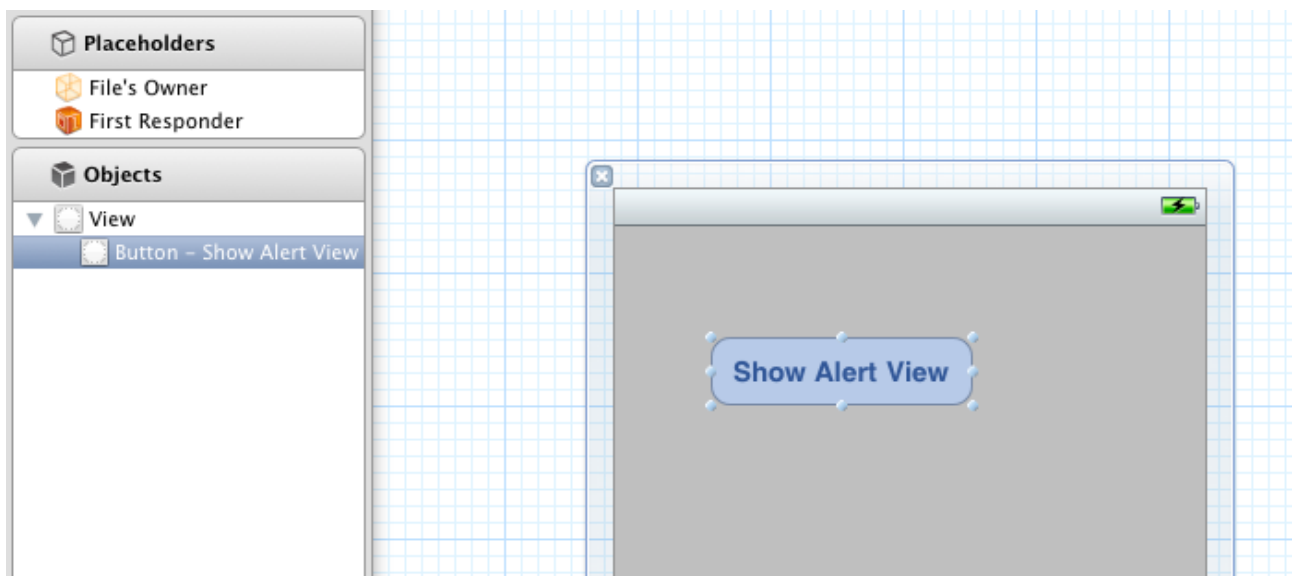 Placeholders
File's Owner
First Responder
Objects
View
Button – Show Alert View
Show Alert View